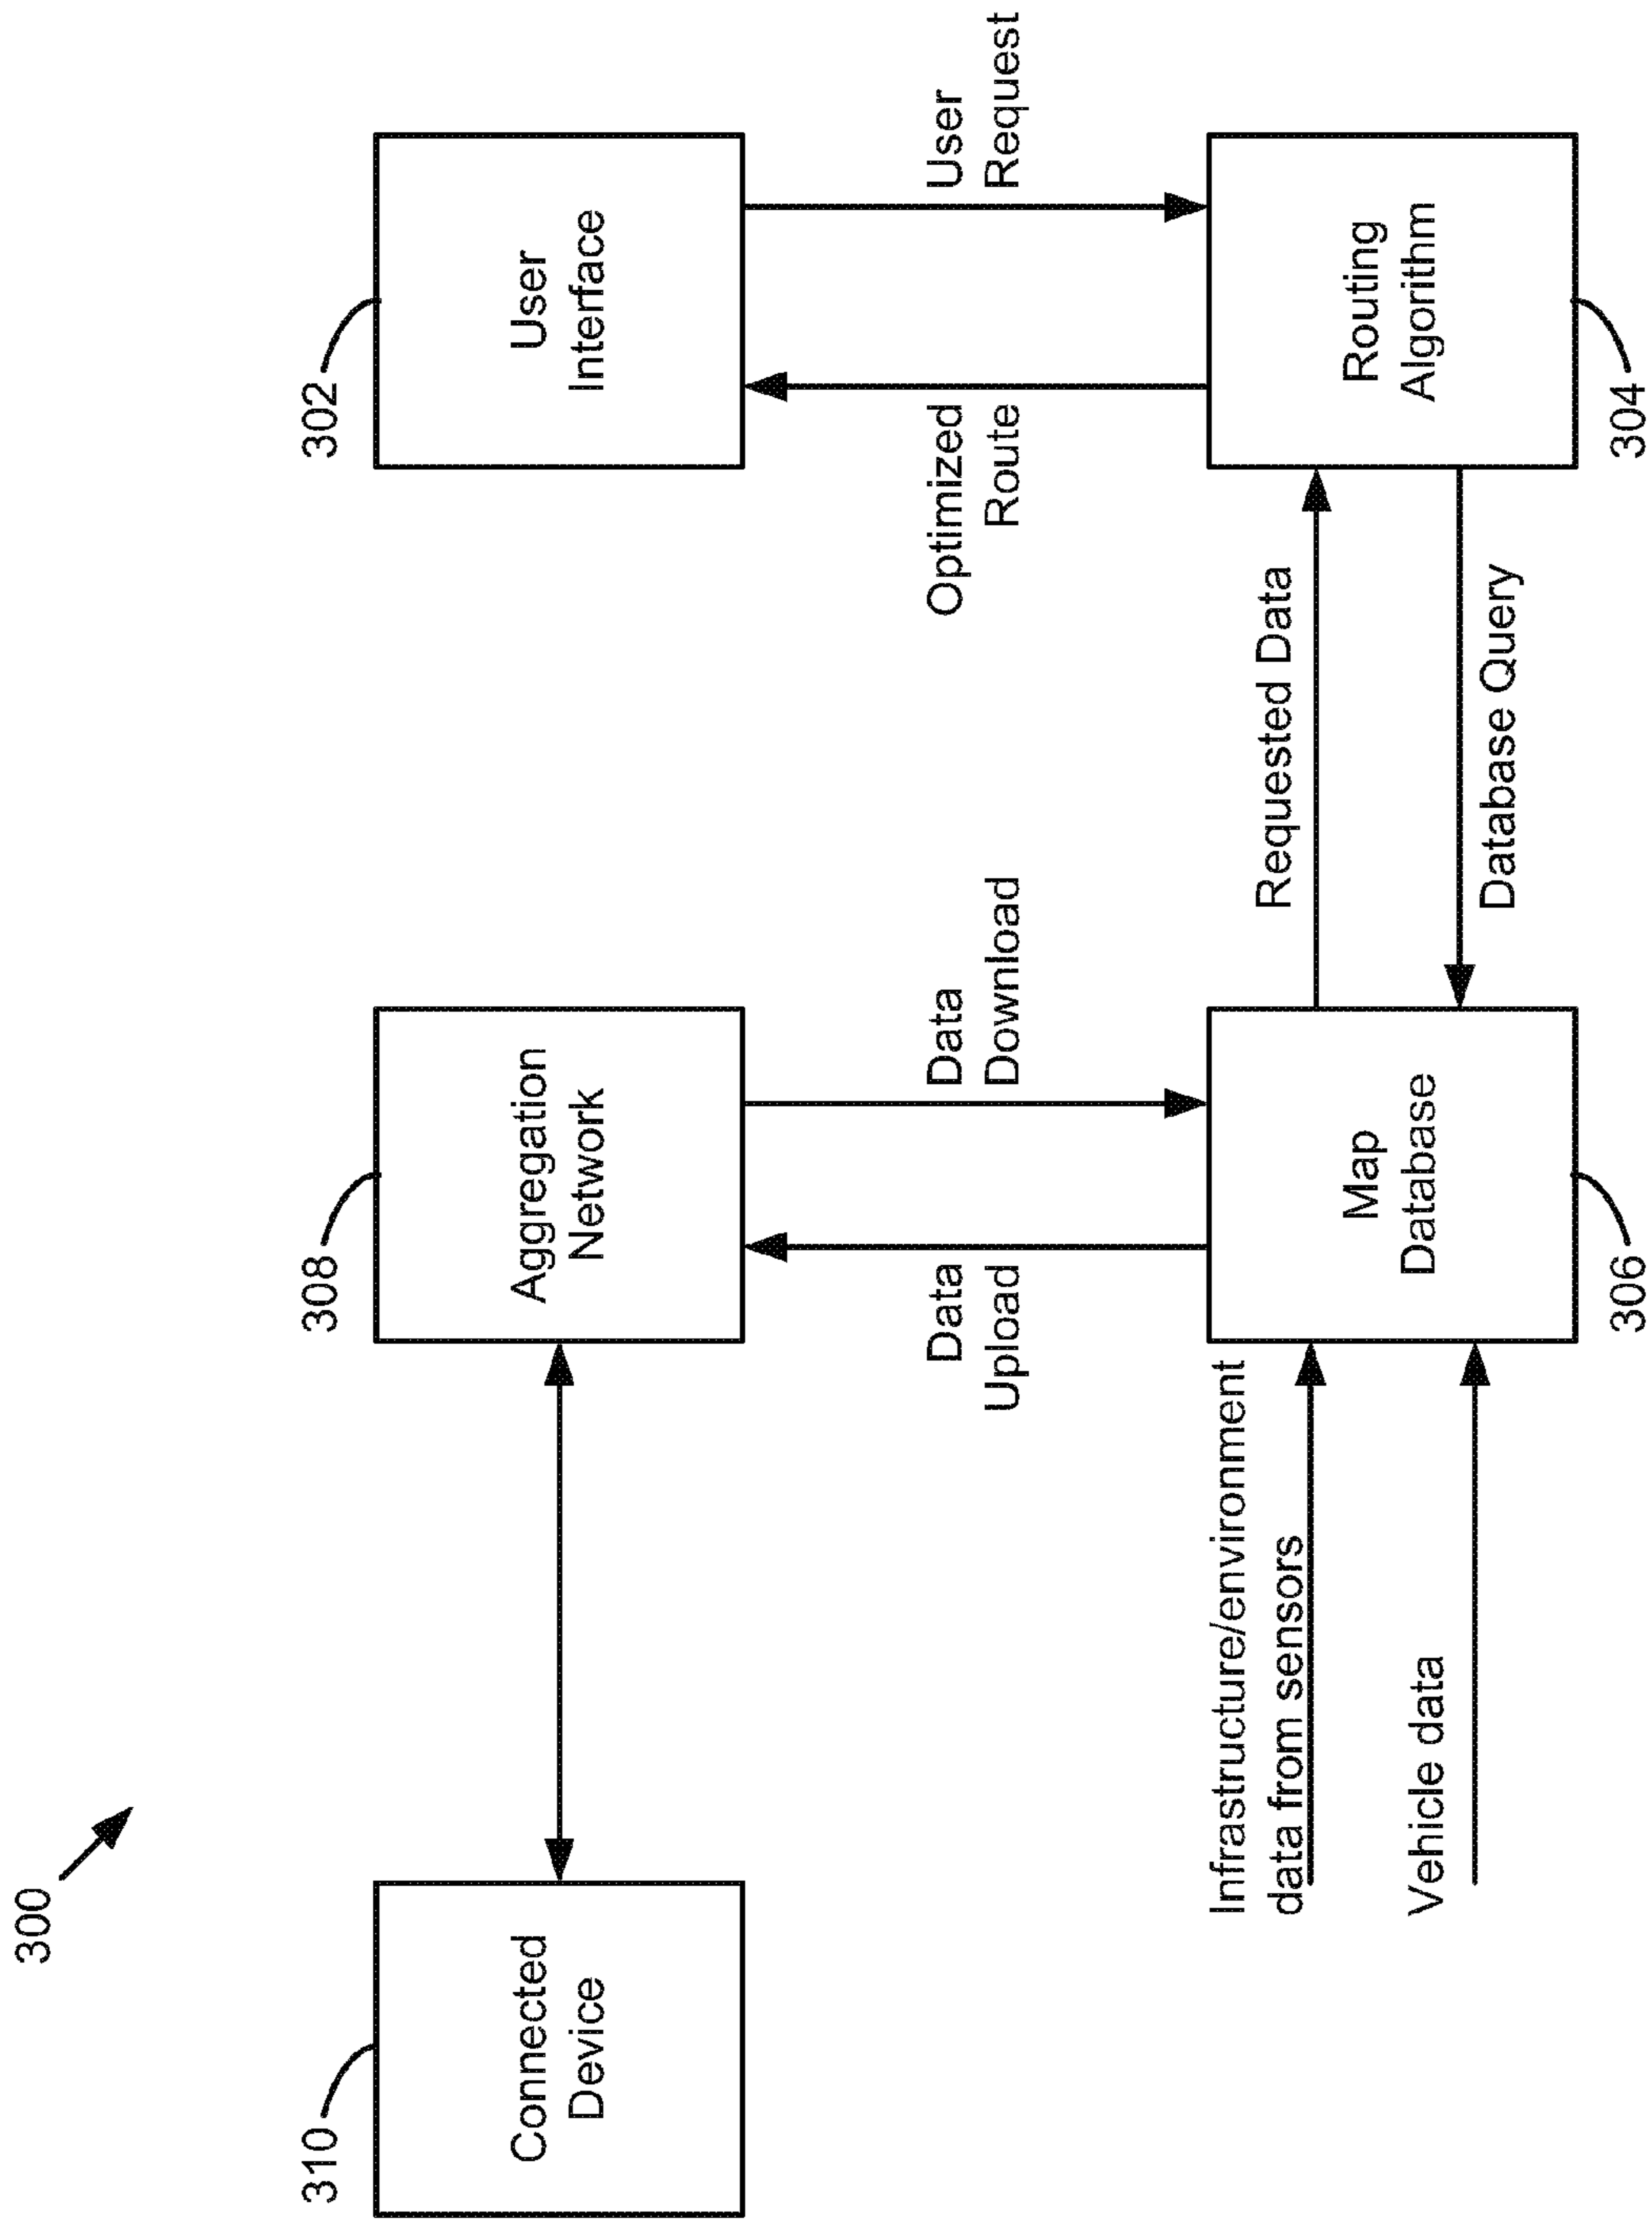 300
310
Connected
Device
308
Aggregation
Network
302
User
Interface
Data
Upload
Data
Download
Optimized
Route
User
Request
Infrastructure/environment
data from sensors
Vehicle data
Map
Database
306
Requested Data
Database Query
Routing
Algorithm
304